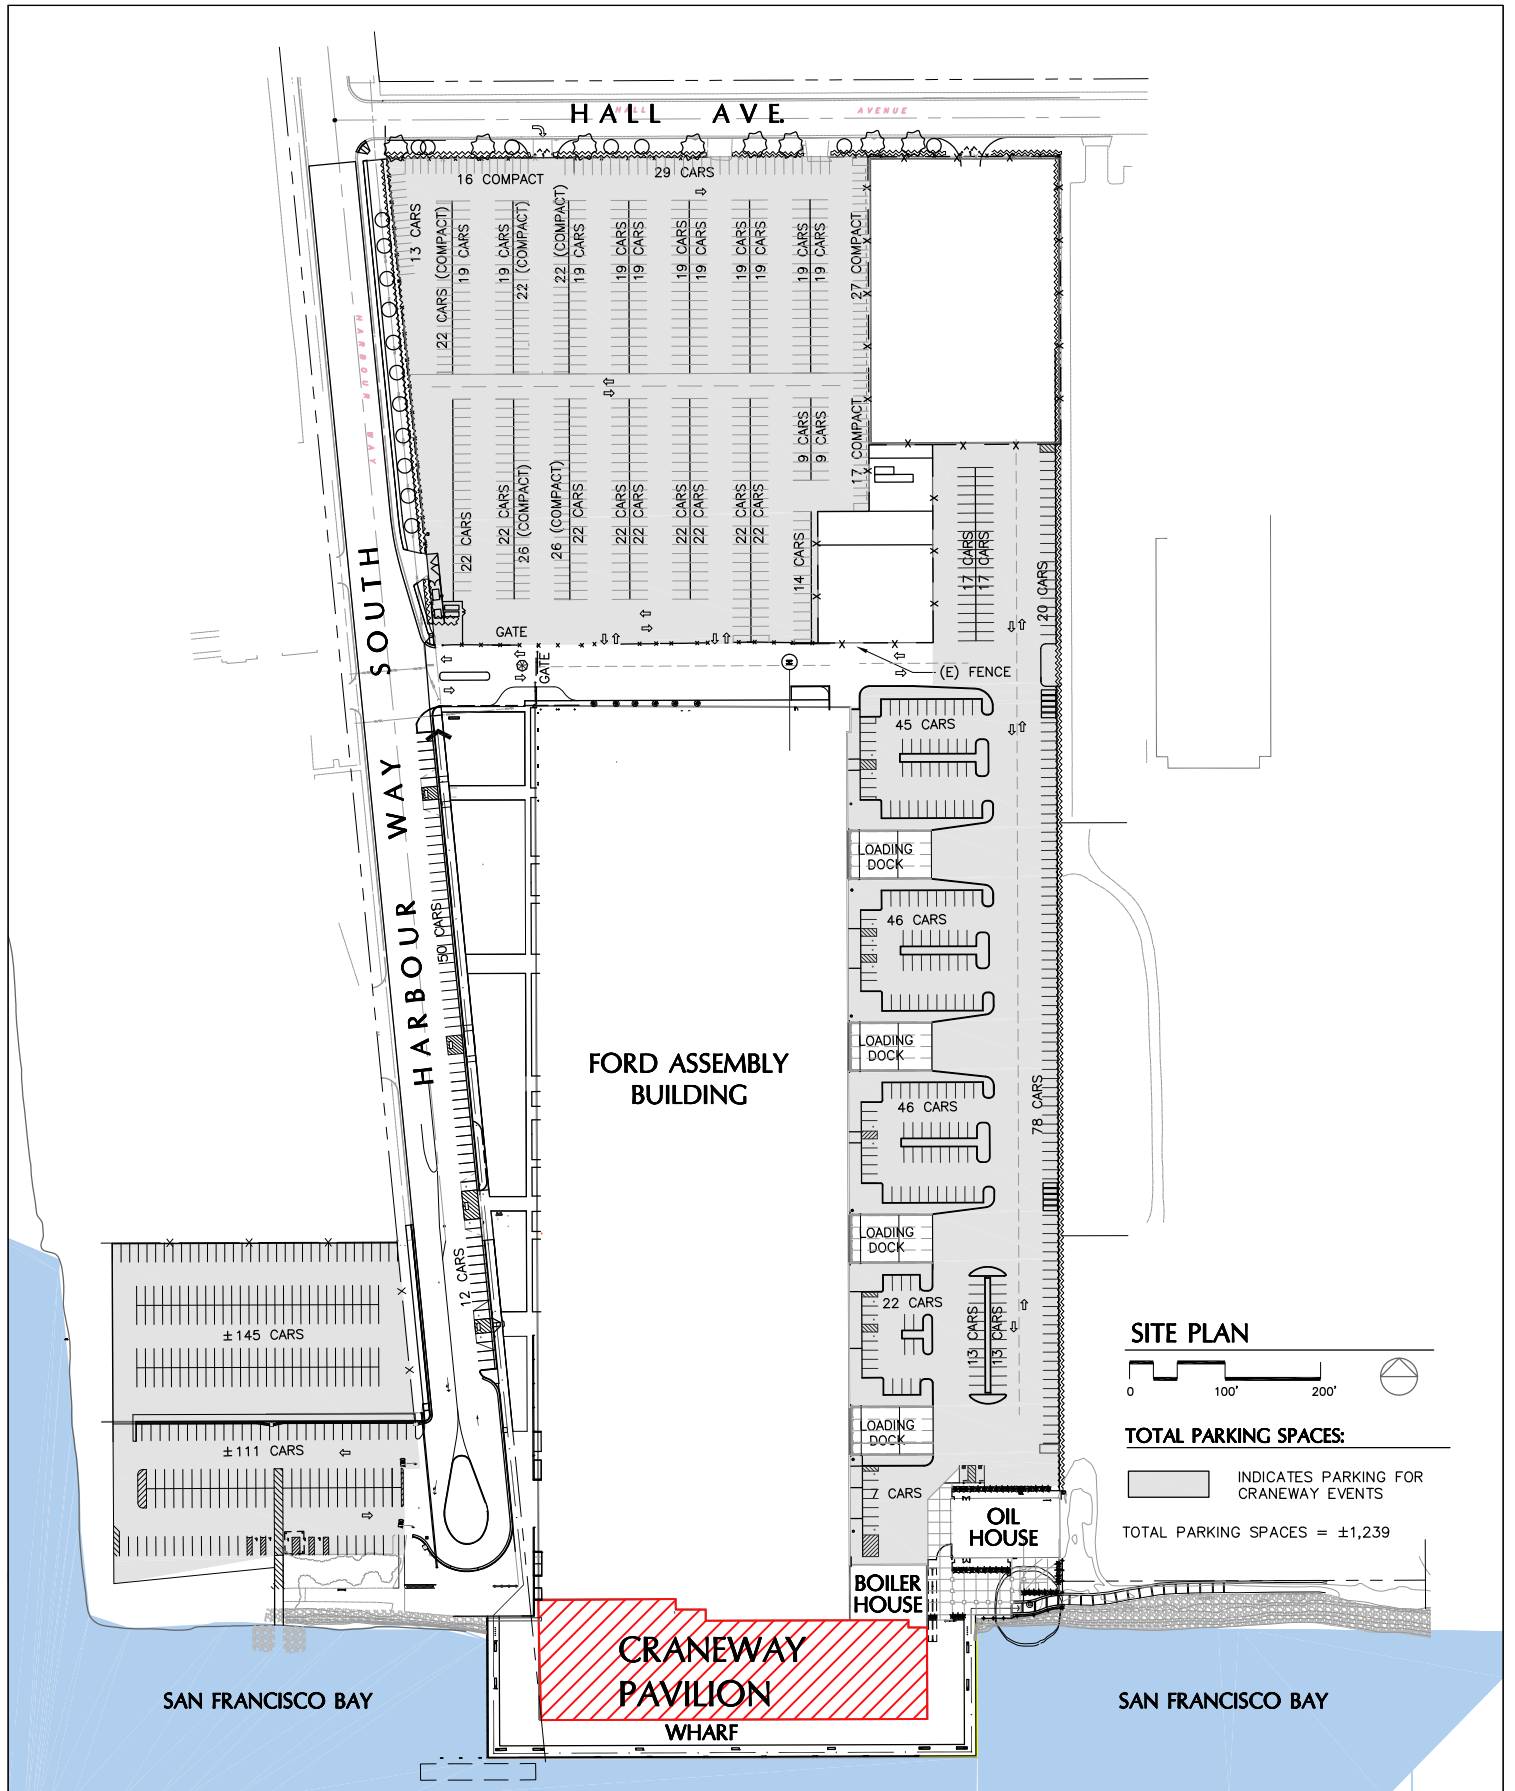 HALL AVE.
HALL
AVENUE
16 COMPACT
29 CARS
13 CARS
22 CARS (COMPACT)
19 CARS
19 CARS
22 (COMPACT)
22 (COMPACT)
19 CARS
19 CARS
19 CARS
19 CARS
19 CARS
19 CARS
19 CARS
19 CARS
19 CARS
27 COMPACT
HARBOUR WAY
9 CARS
9 CARS
17 COMPACT
22 CARS
22 CARS
26 (COMPACT)
26 (COMPACT)
22 CARS
22 CARS
22 CARS
22 CARS
22 CARS
22 CARS
22 CARS
14 CARS
17 CARS
17 CARS
20 CARS
GATE
GATE
(E) FENCE
HARBOUR WAY SOUTH
45 CARS
LOADING
DOCK
50 CARS
46 CARS
LOADING
DOCK
FORD ASSEMBLY
BUILDING
46 CARS
78 CARS
LOADING
DOCK
12 CARS
22 CARS
13 CARS
13 CARS
±145 CARS
LOADING
DOCK
±111 CARS
7 CARS
OIL
HOUSE
BOILER
HOUSE
SITE PLAN
0 100' 200'
TOTAL PARKING SPACES:
INDICATES PARKING FOR
CRANEWAY EVENTS
TOTAL PARKING SPACES = ±1,239
CRANEWAY
PAVILION
WHARF
SAN FRANCISCO BAY
SAN FRANCISCO BAY